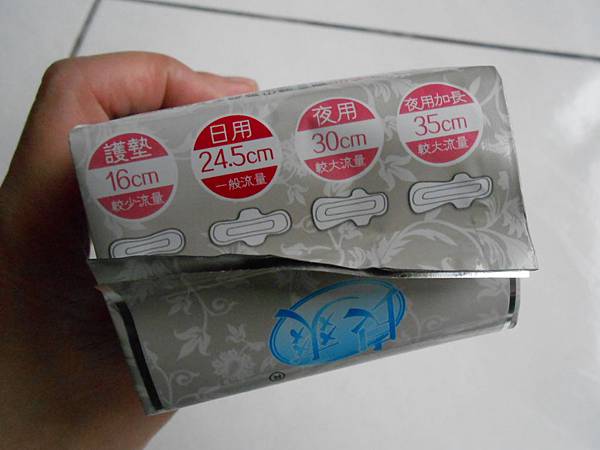 護墊
16cm
較少流量
日用
24.5cm
一般流量
夜用
30cm
較大流量
夜用加長
35cm
較大流量
®